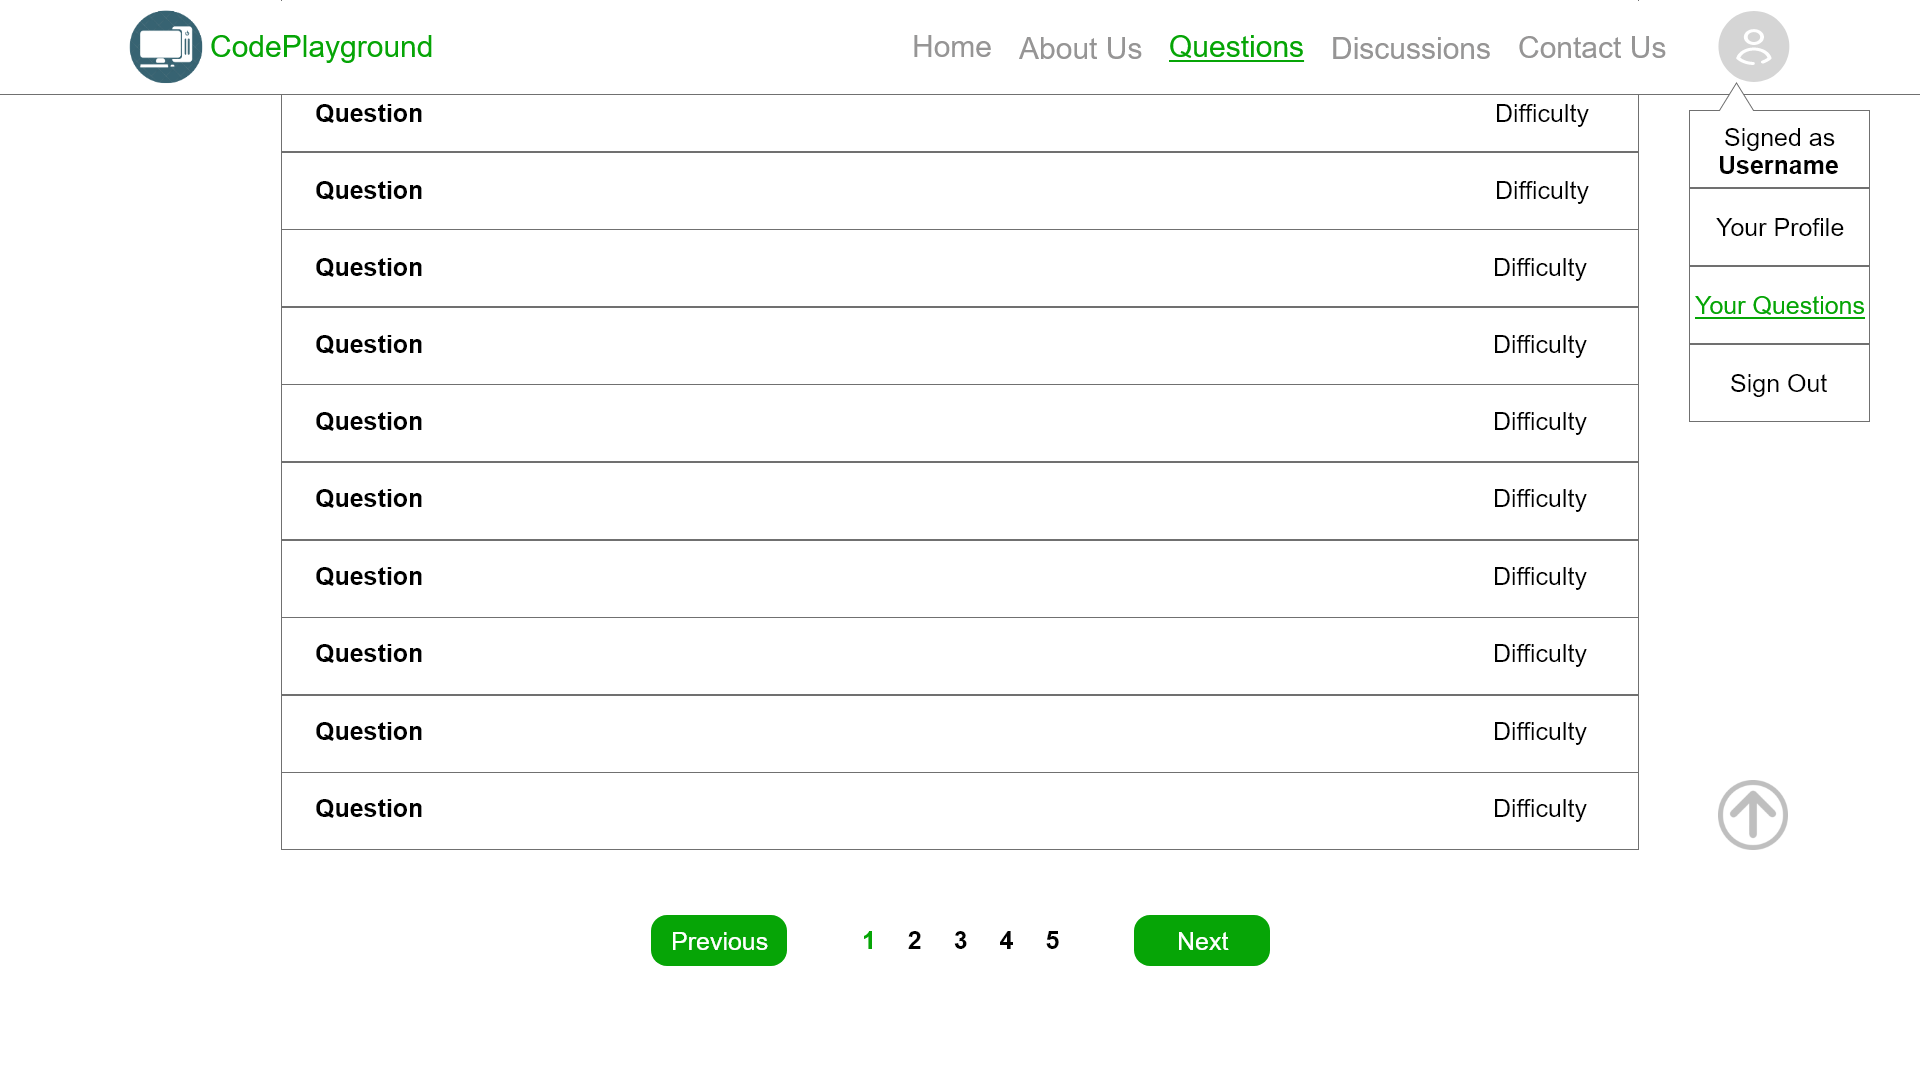 CodePlayground
Home About Us Questions Discussions Contact Us
Signed as
Username
Your Profile
Your Questions
Sign Out
Question Difficulty
Question Difficulty
Question Difficulty
Question Difficulty
Question Difficulty
Question Difficulty
Question Difficulty
Question Difficulty
Question Difficulty
Question Difficulty
Previous 1 2 3 4 5 Next